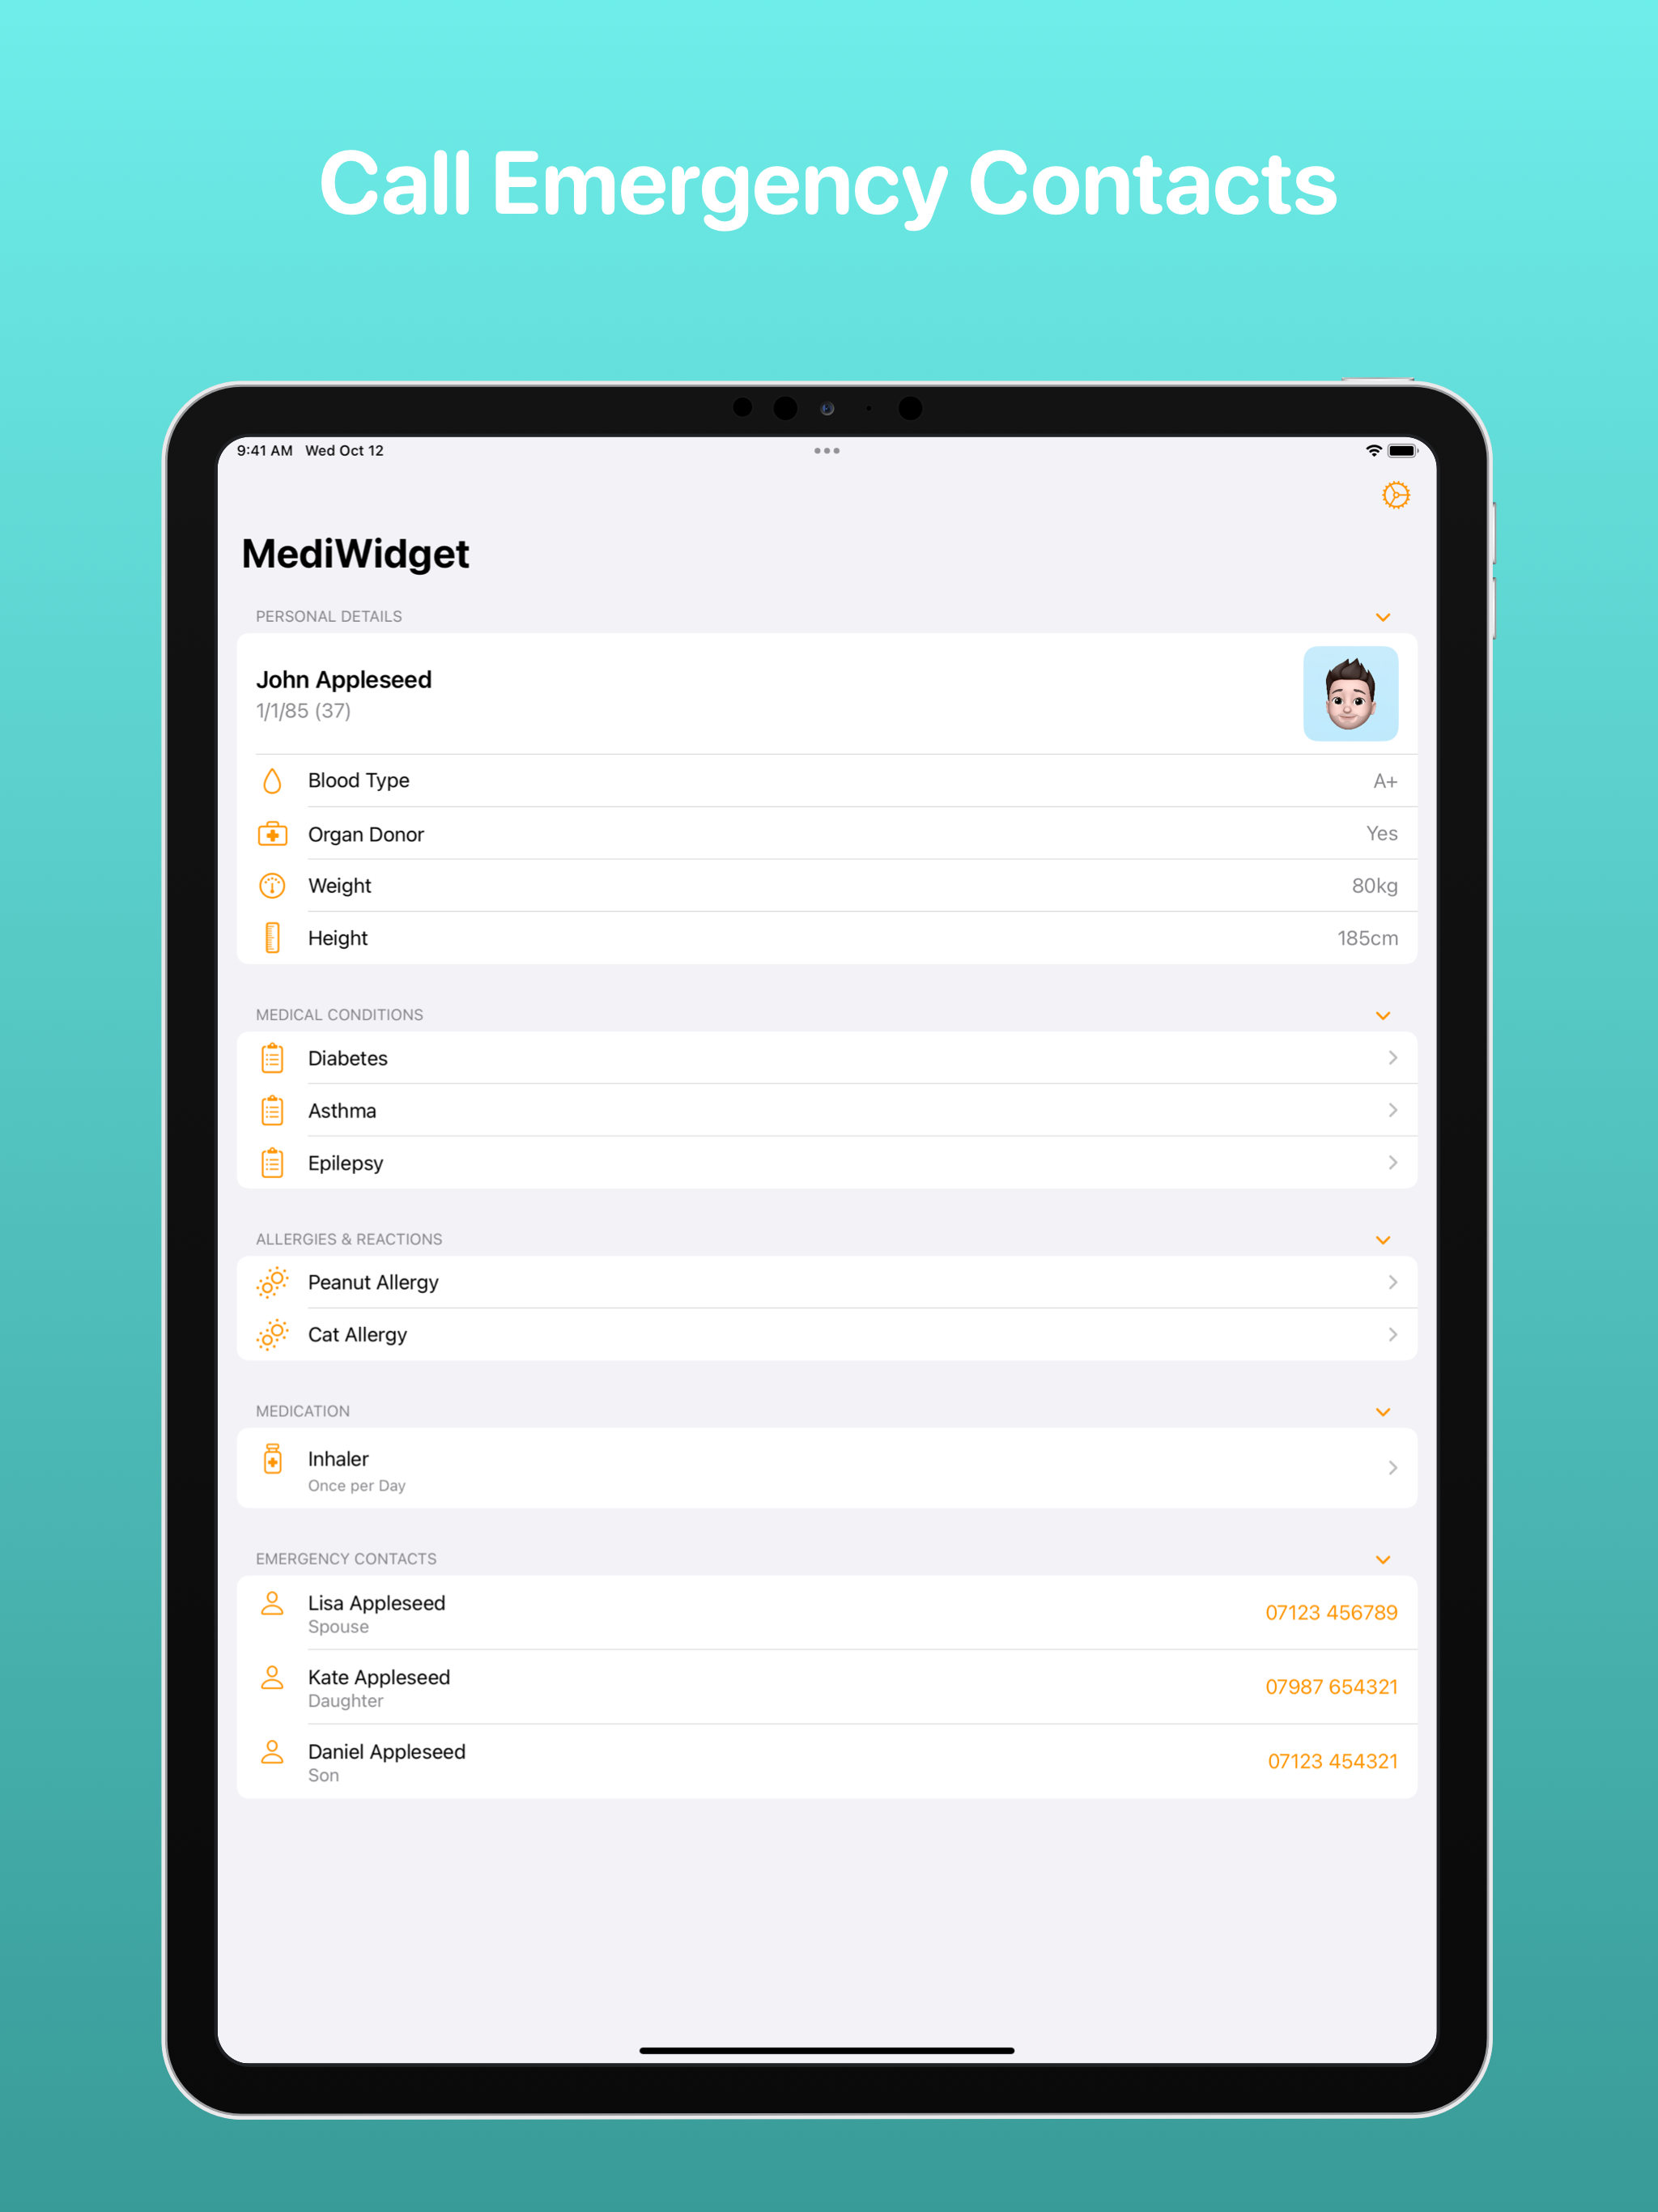 Call Emergency Contacts
9:41 AM Wed Oct 12
MediWidget
PERSONAL DETAILS
John Appleseed
1/1/85 (37)
Blood Type A+
Organ Donor Yes
Weight 80kg
Height 185cm
MEDICAL CONDITIONS
Diabetes
Asthma
Epilepsy
ALLERGIES & REACTIONS
Peanut Allergy
Cat Allergy
MEDICATION
Inhaler
Once per Day
EMERGENCY CONTACTS
Lisa Appleseed
Spouse
07123 456789
Kate Appleseed
Daughter
07987 654321
Daniel Appleseed
Son
07123 454321